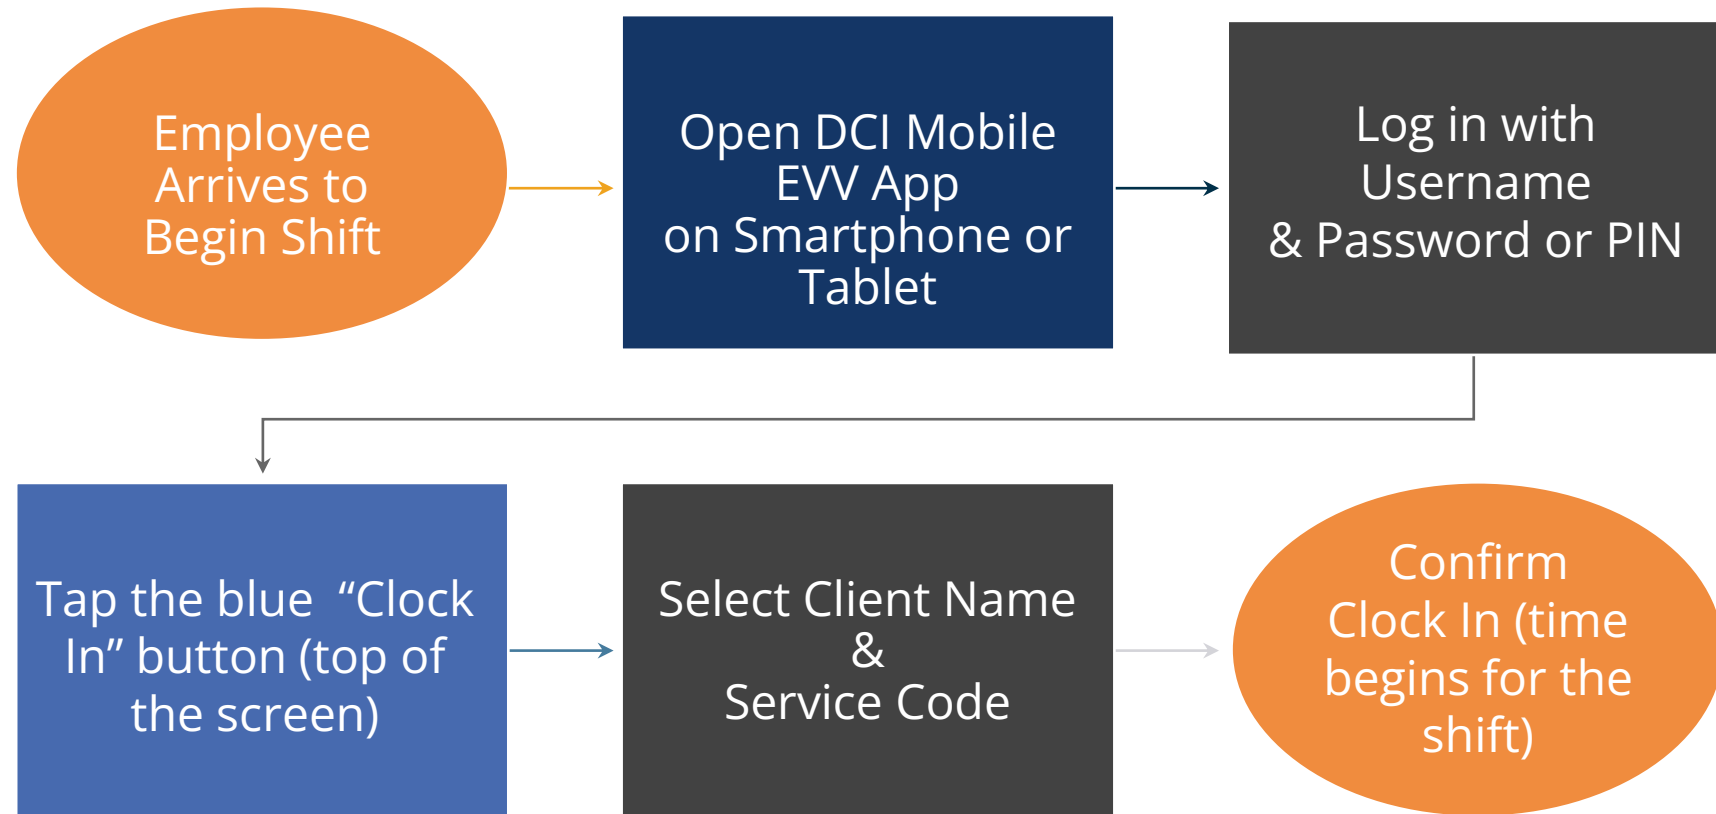 Employee
Arrives to
Begin Shift
Open DCI Mobile
EVV App
on Smartphone or
Tablet
Log in with
Username
& Password or PIN
Tap the blue  “Clock
In” button (top of
the screen)
Select Client Name
&
Service Code
Confirm
Clock In (time
begins for the
shift)